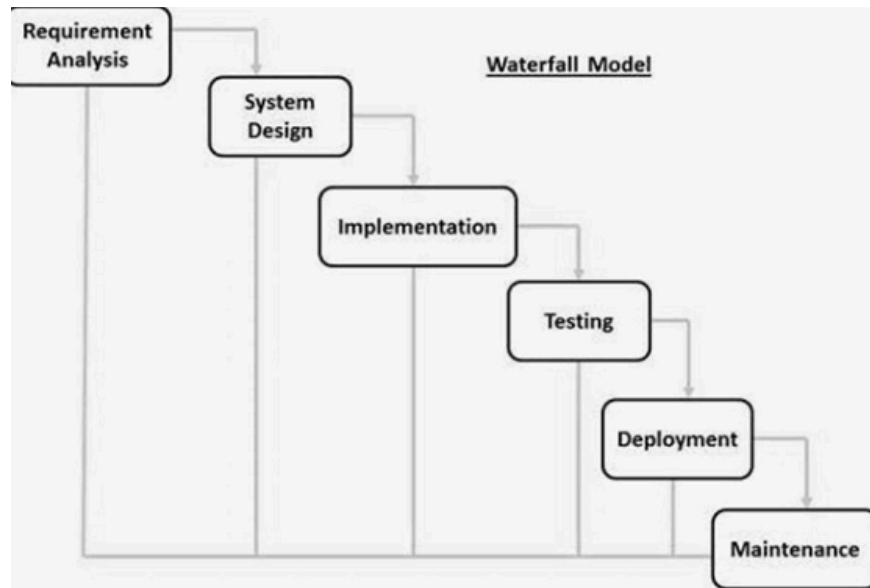 Requirement
Analysis
Waterfall Model
System
Design
Implementation
Testing
Deployment
Maintenance